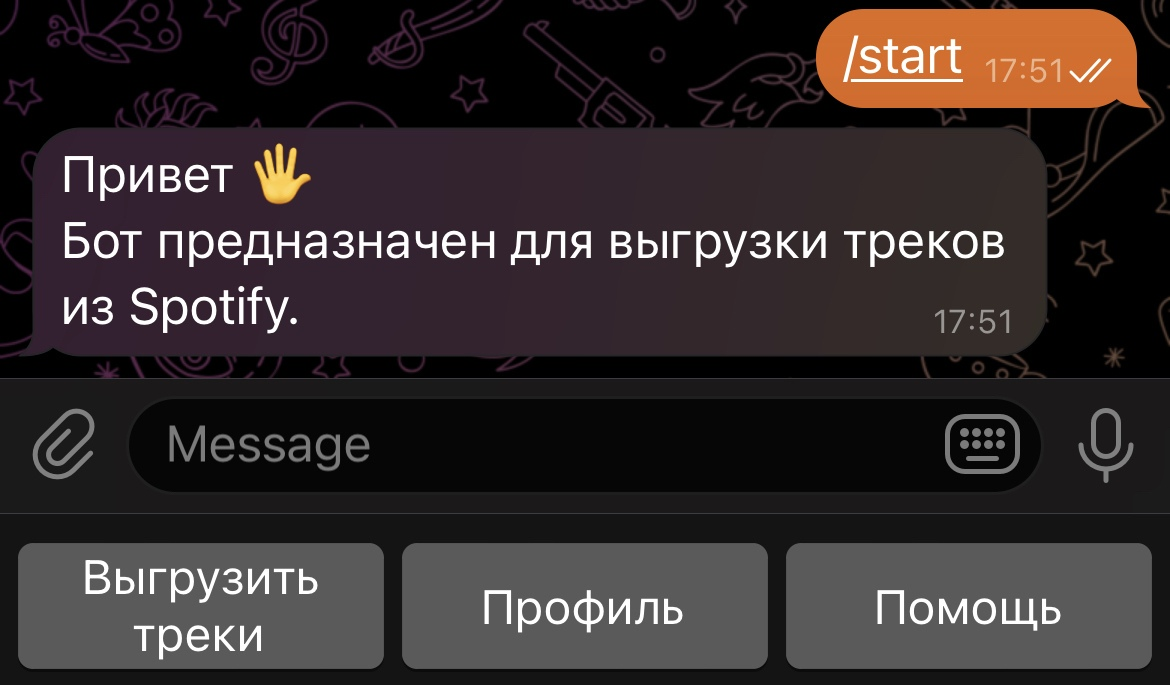 /start 17:51
Привет 🖐
Бот предназначен для выгрузки треков
из Spotify.
17:51
Message
Выгрузить
треки
Профиль
Помощь